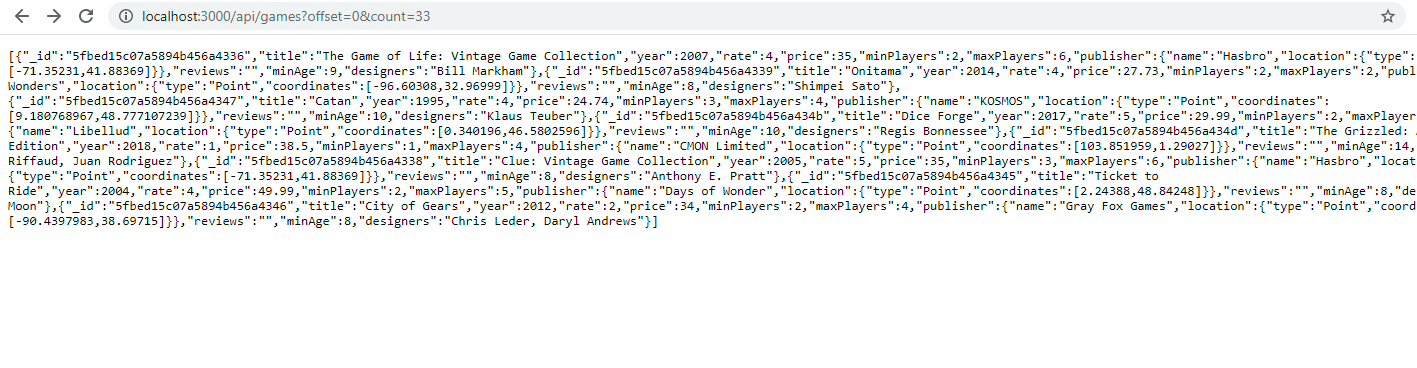 localhost:3000/api/games?offset=0&count=33
[{"_id":"5fbed15c07a5894b456a4336","title":"The Game of Life: Vintage Game Collection","year":2007,"rate":4,"price":35,"minPlayers":2,"maxPlayers":6,"publisher":{"name":"Hasbro","location":{"type":
[-71.35231,41.88369]}},"reviews":"","minAge":9,"designers":"Bill Markham"},{"_id":"5fbed15c07a5894b456a4339","title":"Onitama","year":2014,"rate":4,"price":27.73,"minPlayers":2,"maxPlayers":2,"publ
Wonders","location":{"type":"Point","coordinates":[-96.60308,32.96999]}},"reviews":"","minAge":8,"designers":"Shimpei Sato"},
{"_id":"5fbed15c07a5894b456a4347","title":"Catan","year":1995,"rate":4,"price":24.74,"minPlayers":3,"maxPlayers":4,"publisher":{"name":"KOSMOS","location":{"type":"Point","coordinates":
[9.180768967,48.777107239]}},"reviews":"","minAge":10,"designers":"Klaus Teuber"},{"_id":"5fbed15c07a5894b456a434b","title":"Dice Forge","year":2017,"rate":5,"price":29.99,"minPlayers":2,"maxPlayer
{"name":"Libellud","location":{"type":"Point","coordinates":[0.340196,46.5802596]}},"reviews":"","minAge":10,"designers":"Regis Bonnessee"},{"_id":"5fbed15c07a5894b456a434d","title":"The Grizzled:
Edition","year":2018,"rate":1,"price":38.5,"minPlayers":1,"maxPlayers":4,"publisher":{"name":"CMON Limited","location":{"type":"Point","coordinates":[103.851959,1.29027]}},"reviews":"","minAge":14,
Riffaud, Juan Rodriguez"},{"_id":"5fbed15c07a5894b456a4338","title":"Clue: Vintage Game Collection","year":2005,"rate":5,"price":35,"minPlayers":3,"maxPlayers":6,"publisher":{"name":"Hasbro","locat
{"type":"Point","coordinates":[-71.35231,41.88369]}},"reviews":"","minAge":8,"designers":"Anthony E. Pratt"},{"_id":"5fbed15c07a5894b456a4345","title":"Ticket to
Ride","year":2004,"rate":4,"price":49.99,"minPlayers":2,"maxPlayers":5,"publisher":{"name":"Days of Wonder","location":{"type":"Point","coordinates":[2.24388,48.84248]}},"reviews":"","minAge":8,"de
Moon"},{"_id":"5fbed15c07a5894b456a4346","title":"City of Gears","year":2012,"rate":2,"price":34,"minPlayers":2,"maxPlayers":4,"publisher":{"name":"Gray Fox Games","location":{"type":"Point","coord
[-90.4397983,38.69715]}},"reviews":"","minAge":8,"designers":"Chris Leder, Daryl Andrews"}]